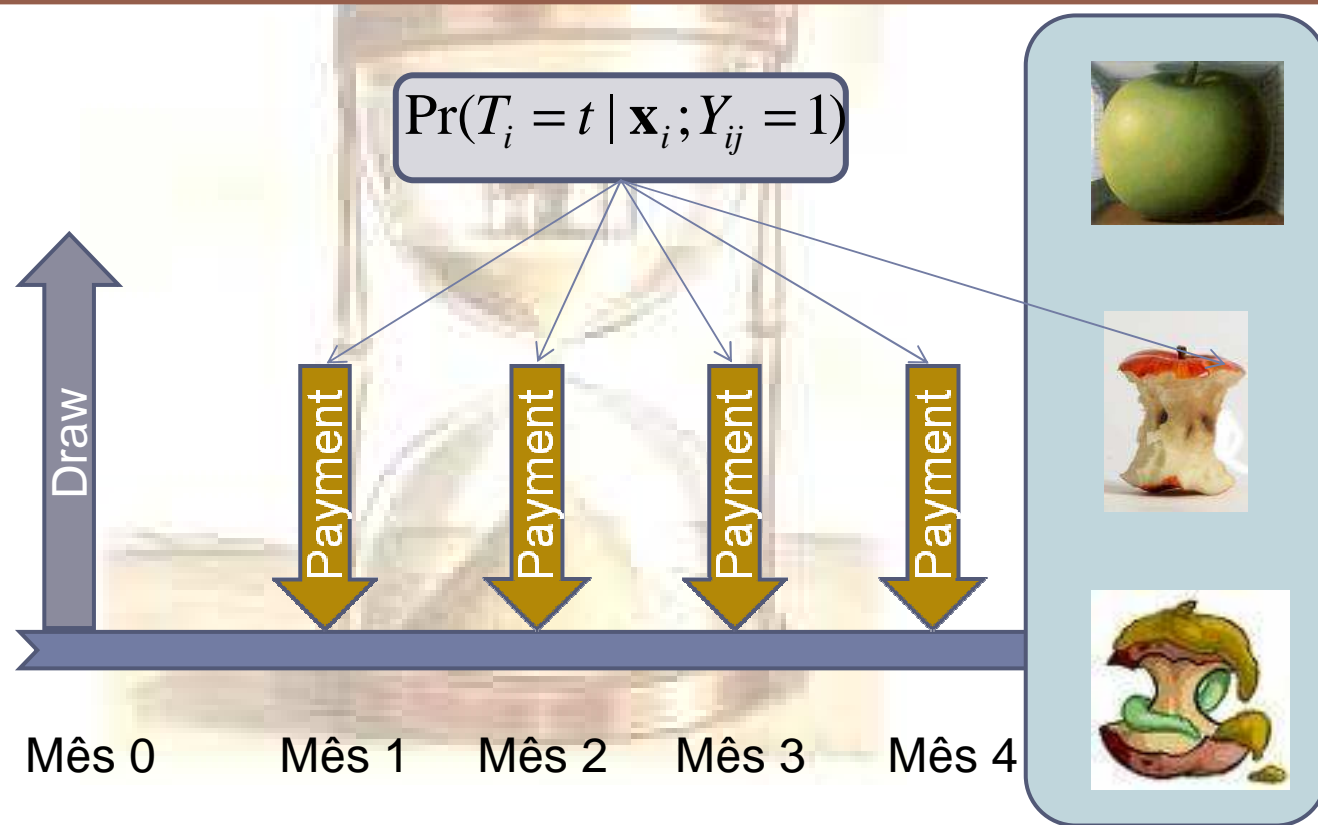 Pr(T_i = t | x_i; Y_ij = 1)
Draw
Payment
Payment
Payment
Payment
Mês 0
Mês 1
Mês 2
Mês 3
Mês 4